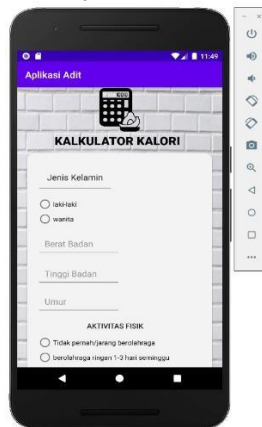 11:49
Aplikasi Adit
KALKULATOR KALORI
Jenis Kelamin
laki-laki
wanita
Berat Badan
Tinggi Badan
Umur
AKTIVITAS FISIK
Tidak pernah/jarang berolahraga
berolahraga ringan 1-3 hari seminggu